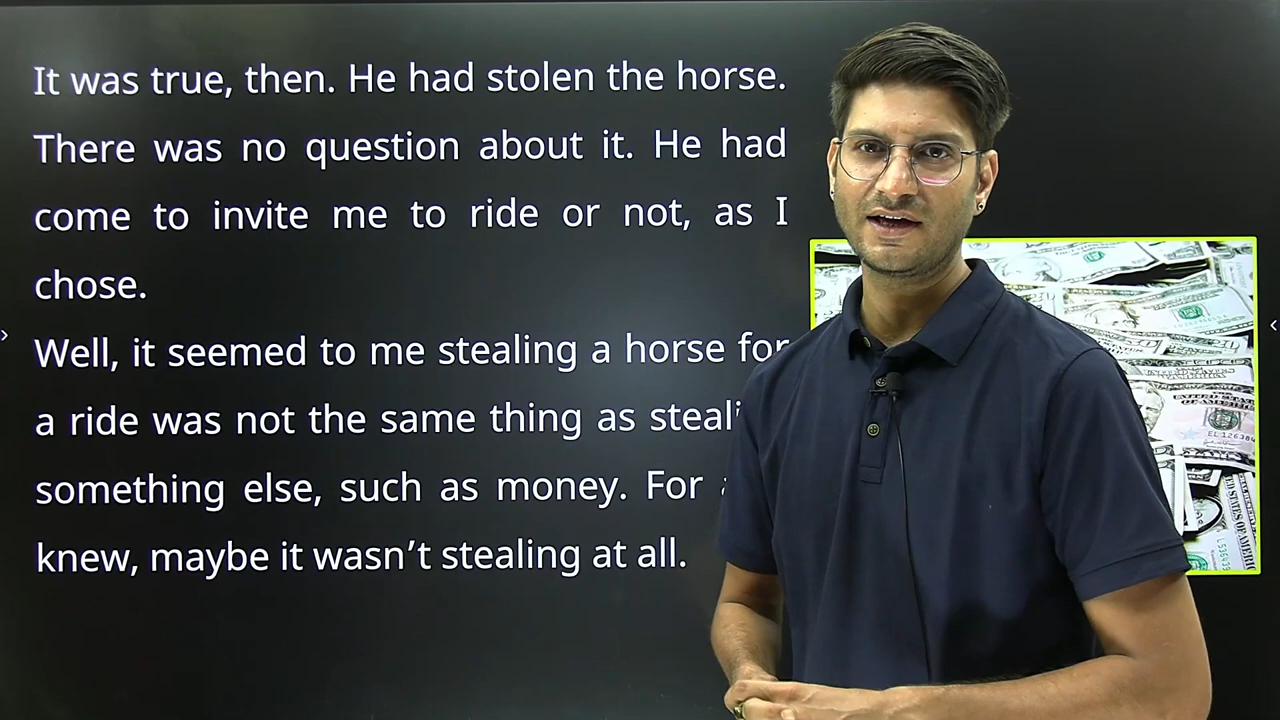 It was true, then. He had stolen the horse.
There was no question about it. He had
come to invite me to ride or not, as I
chose.
Well, it seemed to me stealing a horse for
a ride was not the same thing as
something else, such as money. For
knew, maybe it wasn’t stealing at all.